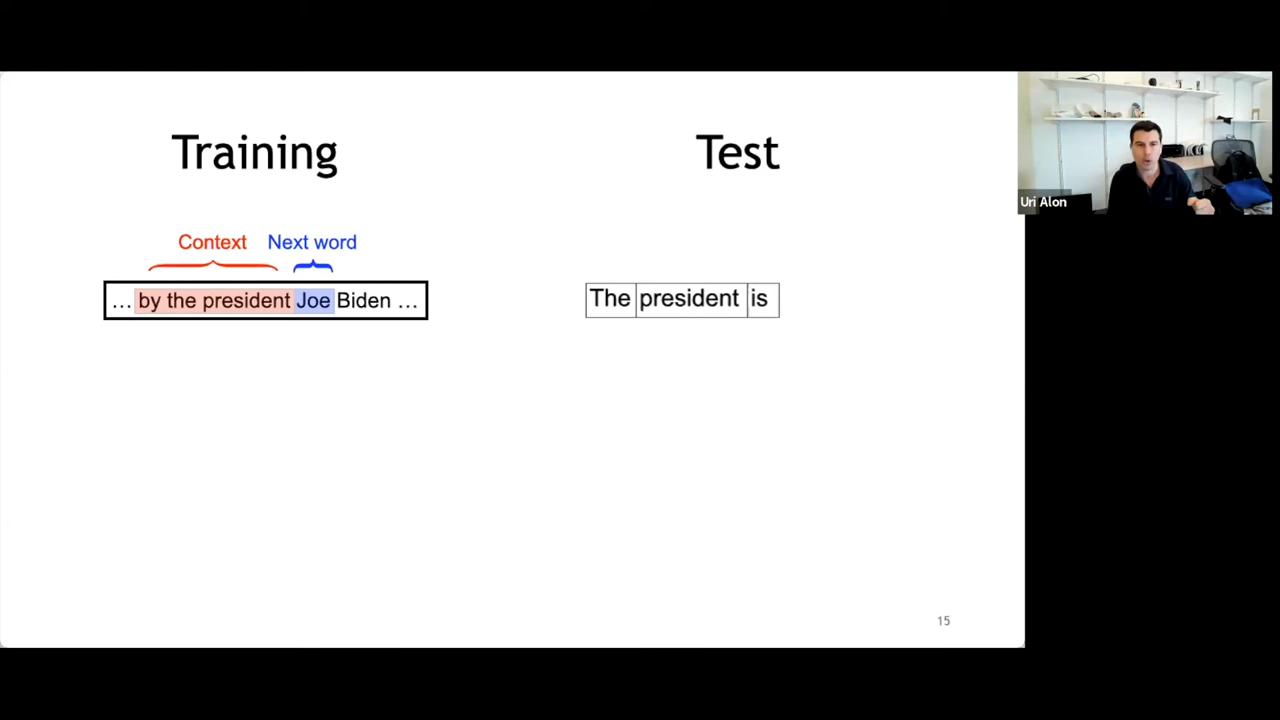 Training
Test
Uri Alon
Context
Next word
… by the president Joe Biden …
The president is
15